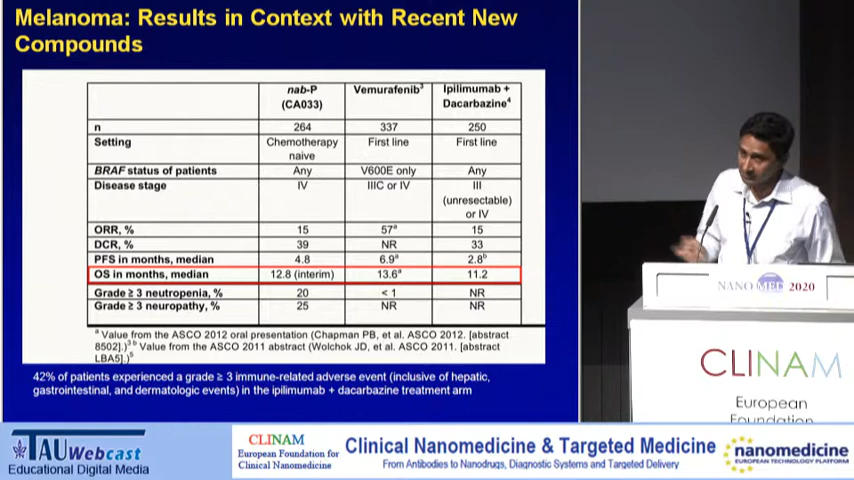 Melanoma: Results in Context with Recent New
Compounds
nab-P (CA033) Vemurafenib3 Ipilimumab + Dacarbazine4
n 264 337 250
Setting Chemotherapy naive First line First line
BRAF status of patients Any V600E only Any
Disease stage IV IIIC or IV III (unresectable) or IV
ORR, % 15 57a 15
DCR, % 39 NR 33
PFS in months, median 4.8 6.9a 2.8b
OS in months, median 12.8 (interim) 13.6a 11.2
Grade ≥ 3 neutropenia, % 20 < 1 NR
Grade ≥ 3 neuropathy, % 25 NR NR
a Value from the ASCO 2012 oral presentation (Chapman PB, et al. ASCO 2012. [abstract
8502].)3 b Value from the ASCO 2011 abstract (Wolchok JD, et al. ASCO 2011. [abstract
LBA5].)5
42% of patients experienced a grade ≥ 3 immune-related adverse event (inclusive of hepatic,
gastrointestinal, and dermatologic events) in the ipilimumab + dacarbazine treatment arm
NANO MED 2020
CLINAM
European
Foundation
TAU Webcast
Educational Digital Media
CLINAM
European Foundation for
Clinical Nanomedicine
Clinical Nanomedicine & Targeted Medicine
From Antibodies to Nanodrugs, Diagnostic Systems and Targeted Delivery
nanomedicine
EUROPEAN TECHNOLOGY PLATFORM